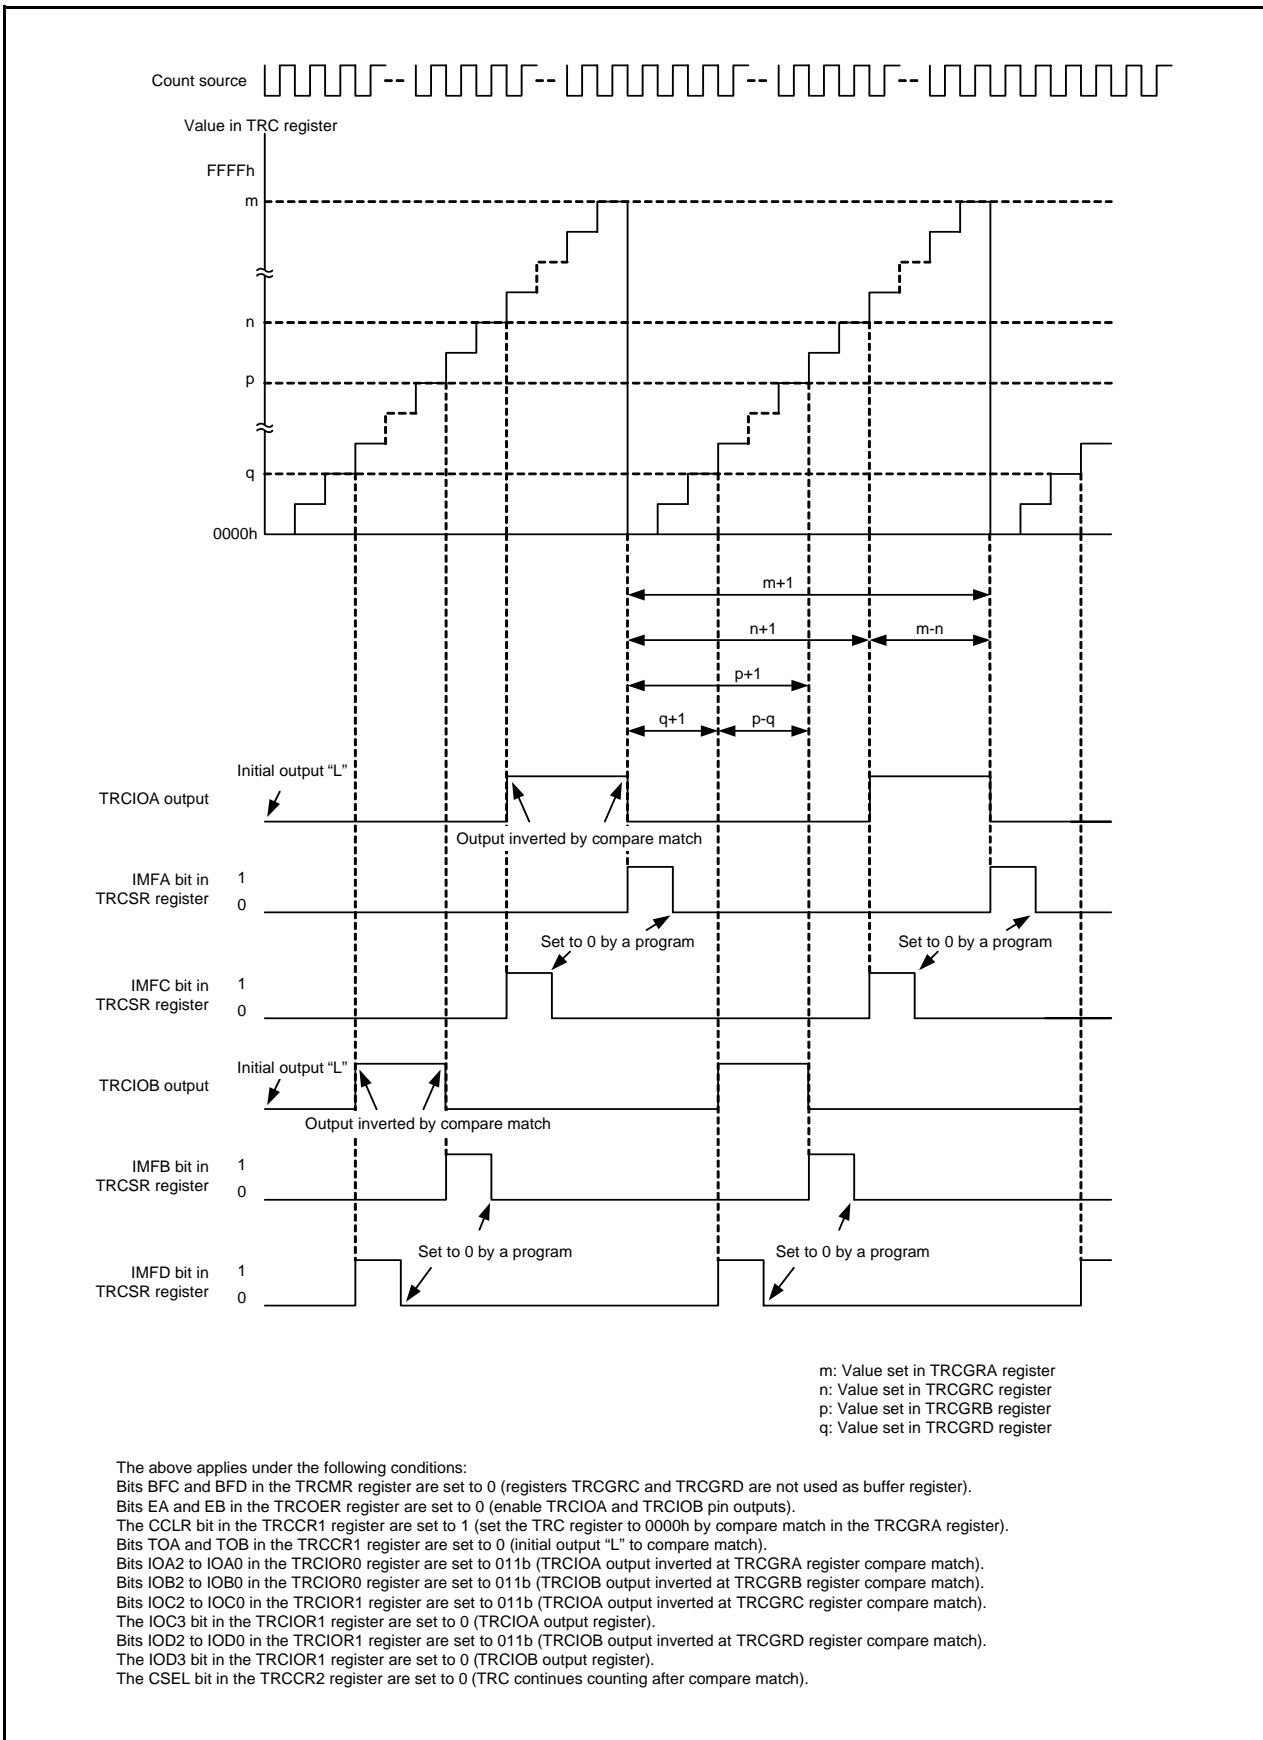 Count source
Value in TRC register
FFFFh
m
n
p
q
0000h
m+1
n+1
m-n
p+1
q+1
p-q
Initial output “L”
TRCIOA output
Output inverted by compare match
IMFA bit in
TRCSR register
1
0
Set to 0 by a program
Set to 0 by a program
IMFC bit in
TRCSR register
1
0
Initial output “L”
TRCIOB output
Output inverted by compare match
IMFB bit in
TRCSR register
1
0
Set to 0 by a program
Set to 0 by a program
IMFD bit in
TRCSR register
1
0
m: Value set in TRCGRA register
n: Value set in TRCGRC register
p: Value set in TRCGRB register
q: Value set in TRCGRD register
The above applies under the following conditions:
Bits BFC and BFD in the TRCMR register are set to 0 (registers TRCGRC and TRCGRD are not used as buffer register).
Bits EA and EB in the TRCOER register are set to 0 (enable TRCIOA and TRCIOB pin outputs).
The CCLR bit in the TRCCR1 register are set to 1 (set the TRC register to 0000h by compare match in the TRCGRA register).
Bits TOA and TOB in the TRCCR1 register are set to 0 (initial output “L” to compare match).
Bits IOA2 to IOA0 in the TRCIOR0 register are set to 011b (TRCIOA output inverted at TRCGRA register compare match).
Bits IOB2 to IOB0 in the TRCIOR0 register are set to 011b (TRCIOB output inverted at TRCGRB register compare match).
Bits IOC2 to IOC0 in the TRCIOR1 register are set to 011b (TRCIOA output inverted at TRCGRC register compare match).
The IOC3 bit in the TRCIOR1 register are set to 0 (TRCIOA output register).
Bits IOD2 to IOD0 in the TRCIOR1 register are set to 011b (TRCIOB output inverted at TRCGRD register compare match).
The IOD3 bit in the TRCIOR1 register are set to 0 (TRCIOB output register).
The CSEL bit in the TRCCR2 register are set to 0 (TRC continues counting after compare match).